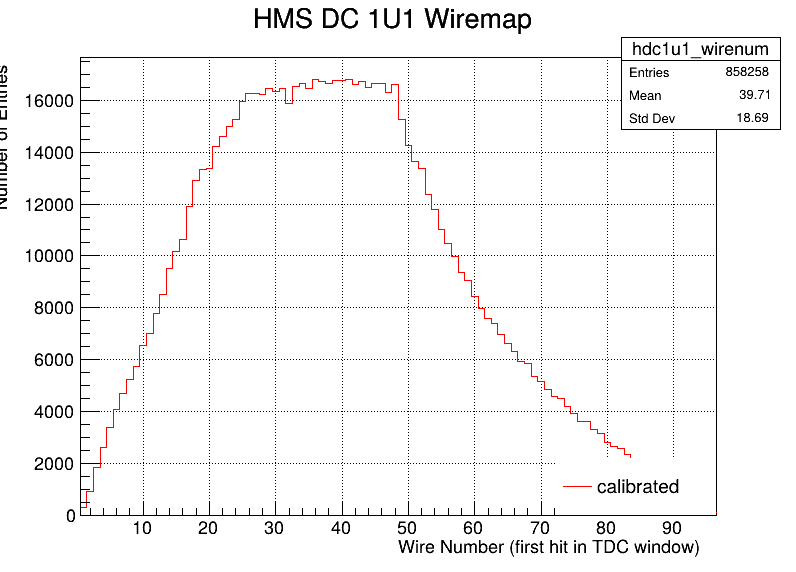 HMS DC 1U1 Wiremap
hdc1u1_wirenum
Entries 858258
Mean 39.71
Std Dev 18.69
Number of Entries
16000
14000
12000
10000
8000
6000
4000
2000
0
calibrated
10 20 30 40 50 60 70 80 90
Wire Number (first hit in TDC window)